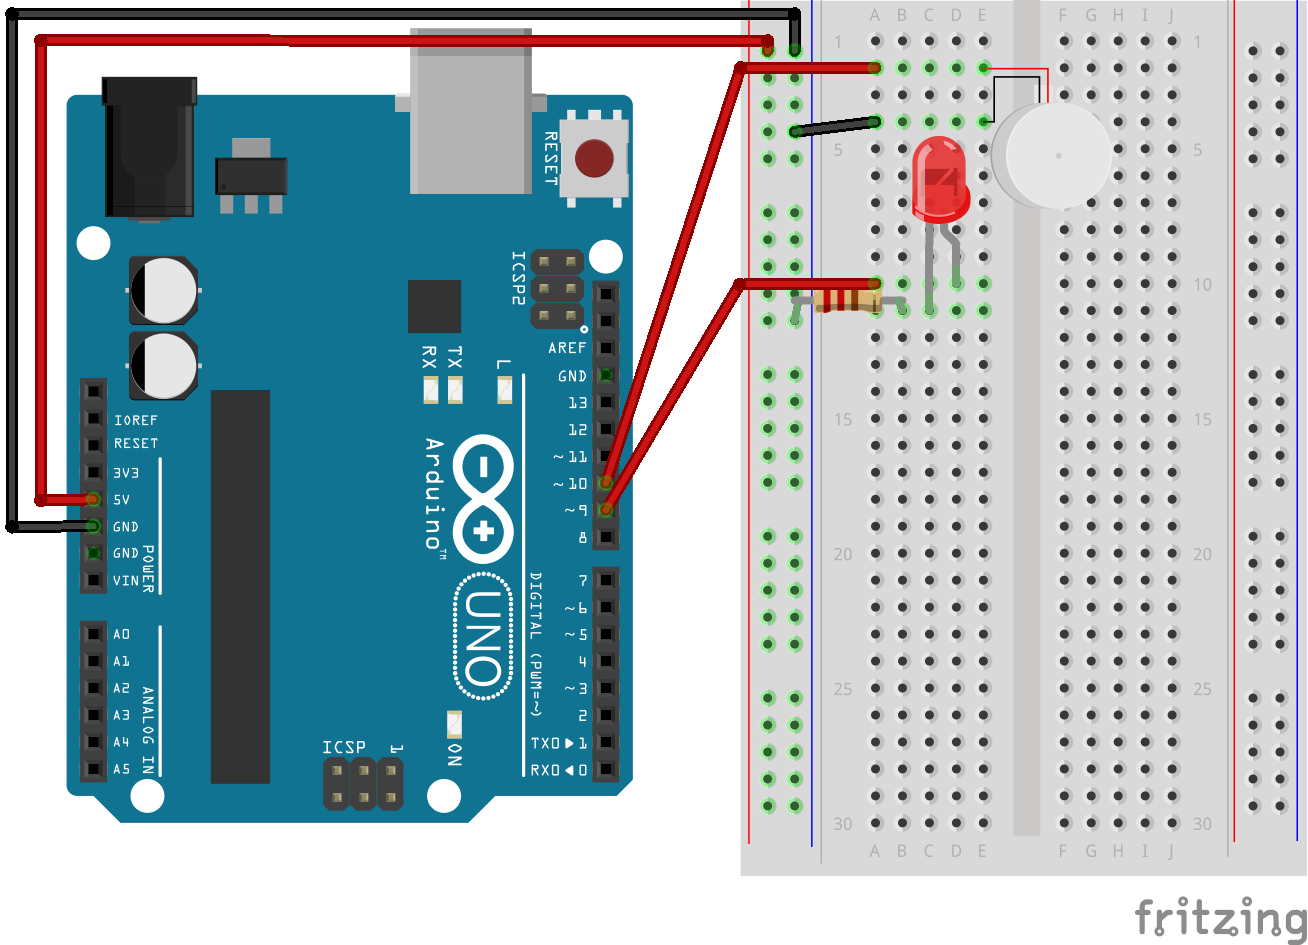 A B C D E F G H I J
1 1
5 5
10 10
15 15
20 20
25 25
30 30
A B C D E F G H I J
RESET
ICSP2
AREF
GND
13
12
~11
~10
~9
8
7
~6
~5
4
~3
2
TXO▶1
RXO◀0
RX
TX
L
IOREF
RESET
3V3
5V
GND
GND
VIN
POWER
A0
A1
A2
A3
A4
A5
ANALOG IN
Arduino™
UNO
DIGITAL (PWM=~)
ICSP
1
ON
fritzing